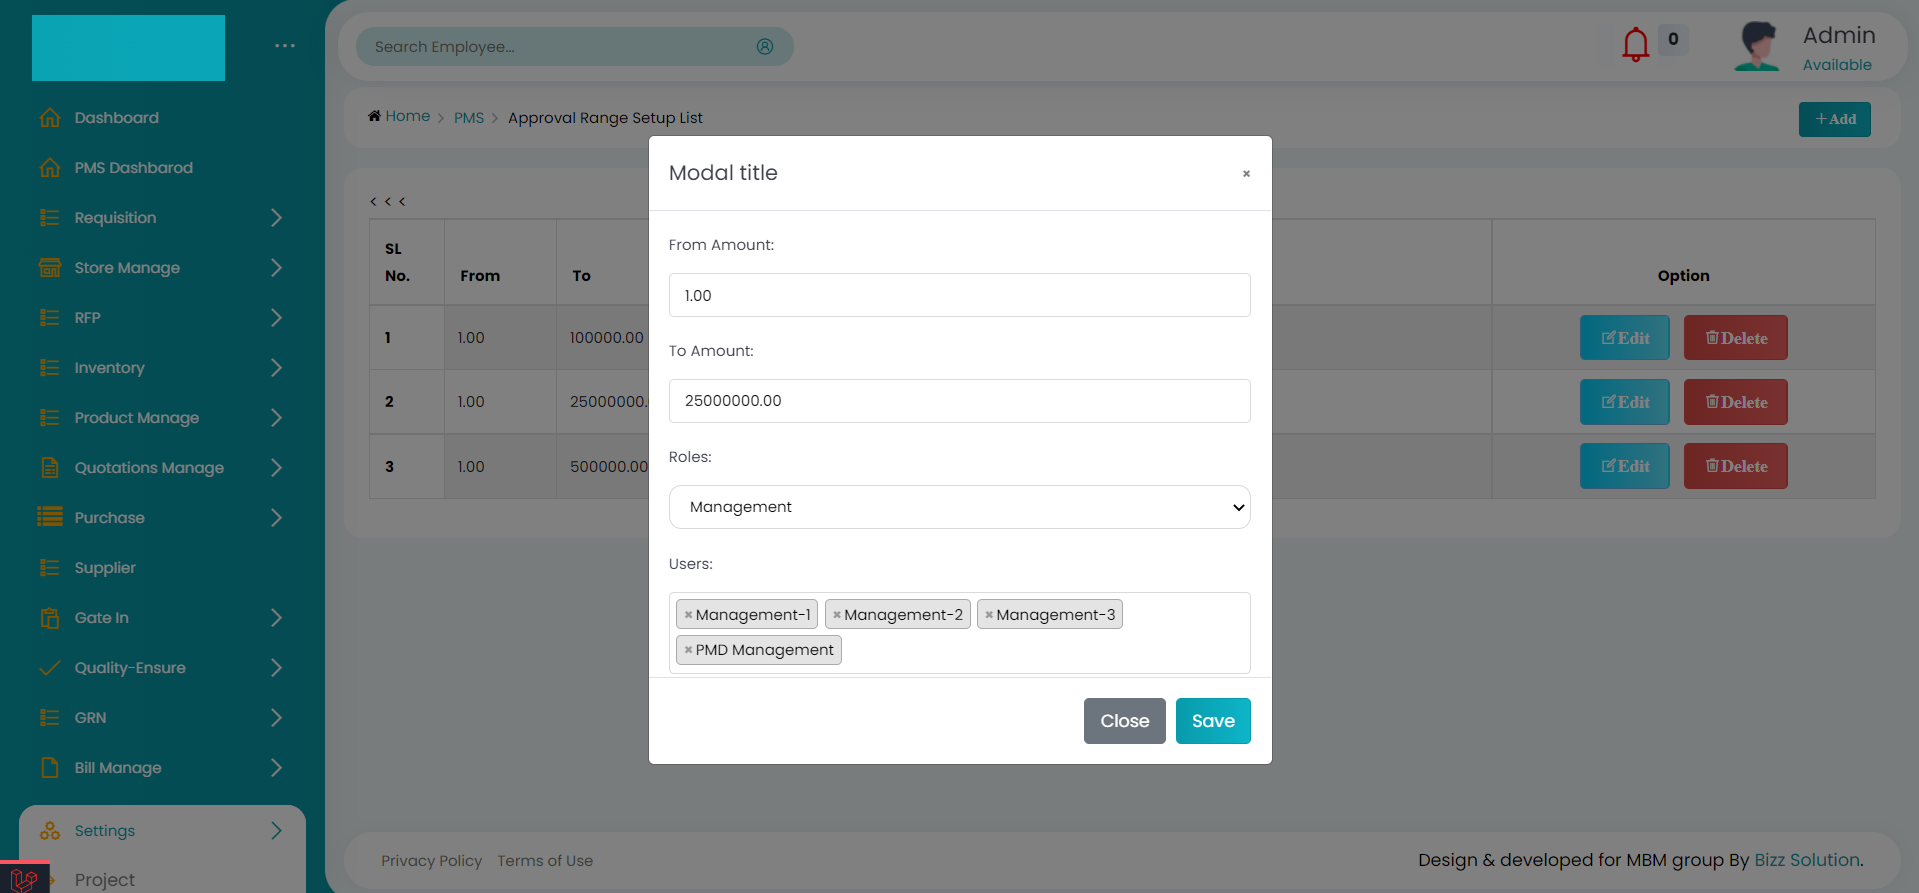 Search Employee...
0
Admin
Available
Dashboard
PMS Dashbarod
Requisition
Store Manage
RFP
Inventory
Product Manage
Quotations Manage
Purchase
Supplier
Gate In
Quality-Ensure
GRN
Bill Manage
Settings
Project
Home > PMS > Approval Range Setup List
+Add
< < <
SL No.
From
To
Option
1
1.00
100000.00
Edit
Delete
2
1.00
25000000.
Edit
Delete
3
1.00
500000.00
Edit
Delete
Modal title
×
From Amount:
1.00
To Amount:
25000000.00
Roles:
Management
Users:
×Management-1 ×Management-2 ×Management-3
×PMD Management
Close
Save
Privacy Policy Terms of Use
Design & developed for MBM group By Bizz Solution.